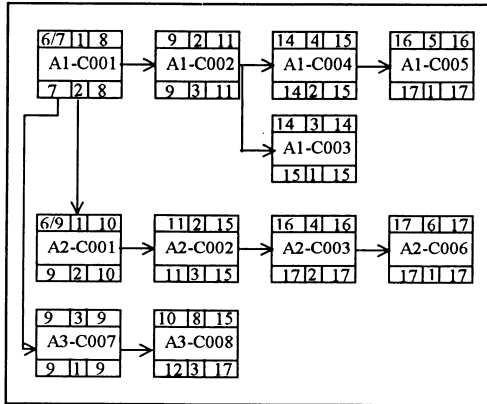 6/7 1 8 9 2 11 14 4 15 16 5 16
A1-C001 A1-C002 A1-C004 A1-C005
7 2 8 9 3 11 14 2 15 17 1 17
14 3 14
A1-C003
15 1 15
6/9 1 10 11 2 15 16 4 16 17 6 17
A2-C001 A2-C002 A2-C003 A2-C006
9 2 10 11 3 15 17 2 17 17 1 17
9 3 9 10 8 15
A3-C007 A3-C008
9 1 9 12 3 17